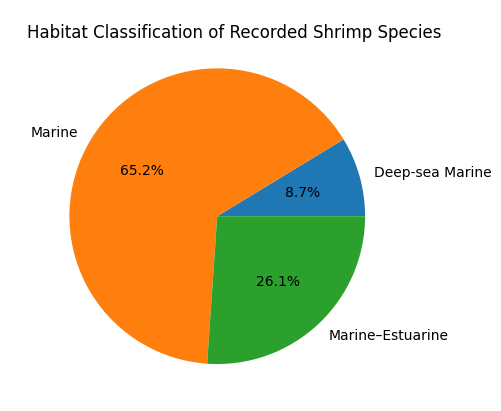 Habitat Classification of Recorded Shrimp Species
Marine
65.2%
Deep-sea Marine
8.7%
26.1%
Marine–Estuarine